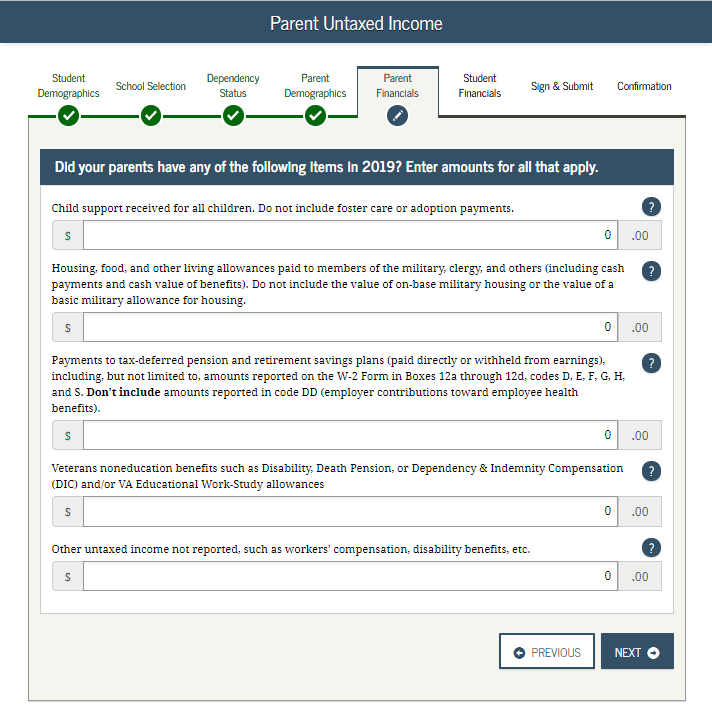 Parent Untaxed Income
Student Demographics
School Selection
Dependency Status
Parent Demographics
Parent Financials
Student Financials
Sign & Submit
Confirmation
Did your parents have any of the following items in 2019? Enter amounts for all that apply.
Child support received for all children. Do not include foster care or adoption payments.
?
$ 0 .00
Housing, food, and other living allowances paid to members of the military, clergy, and others (including cash
?
payments and cash value of benefits). Do not include the value of on-base military housing or the value of a
basic military allowance for housing.
$ 0 .00
Payments to tax-deferred pension and retirement savings plans (paid directly or withheld from earnings),
?
including, but not limited to, amounts reported on the W-2 Form in Boxes 12a through 12d, codes D, E, F, G, H,
and S. Don't include amounts reported in code DD (employer contributions toward employee health
benefits).
$ 0 .00
Veterans noneducation benefits such as Disability, Death Pension, or Dependency & Indemnity Compensation
?
(DIC) and/or VA Educational Work-Study allowances
$ 0 .00
Other untaxed income not reported, such as workers' compensation, disability benefits, etc.
?
$ 0 .00
PREVIOUS
NEXT